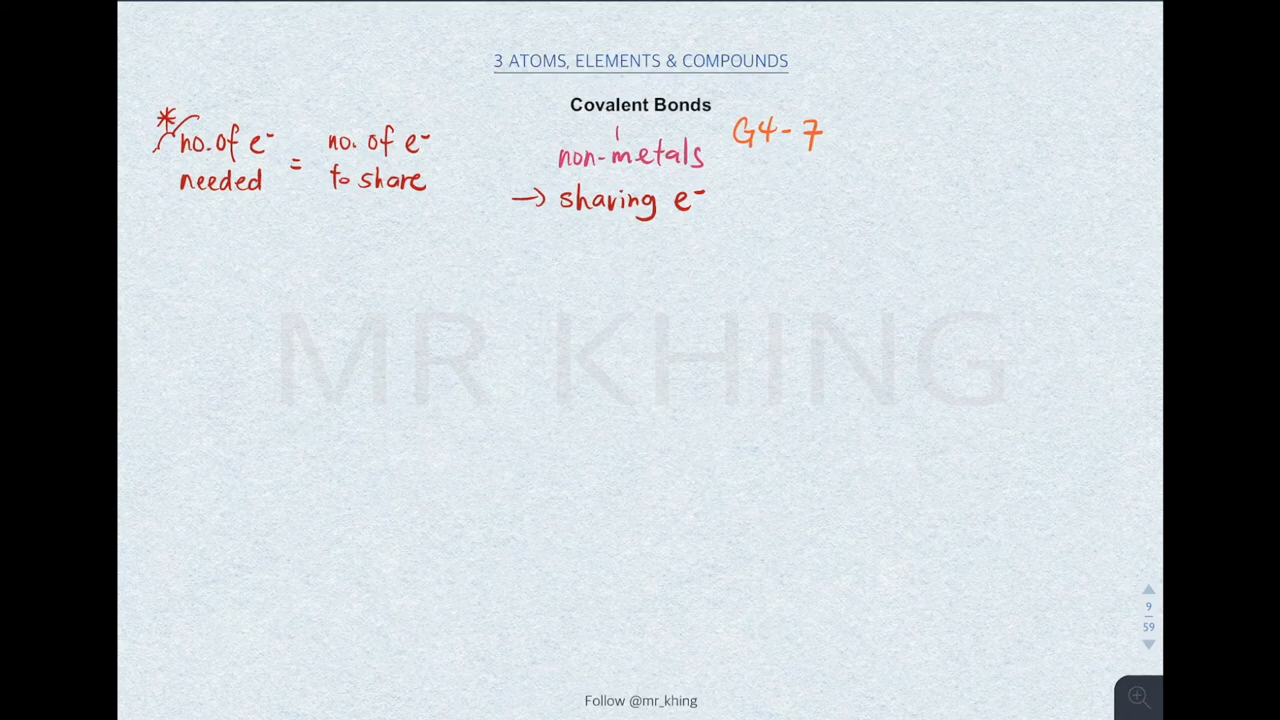 3 ATOMS, ELEMENTS & COMPOUNDS
Covalent Bonds
* no. of e⁻ needed = no. of e⁻ to share
non-metals G4-7
→ sharing e⁻
MR KHING
9
59
Follow @mr_khing